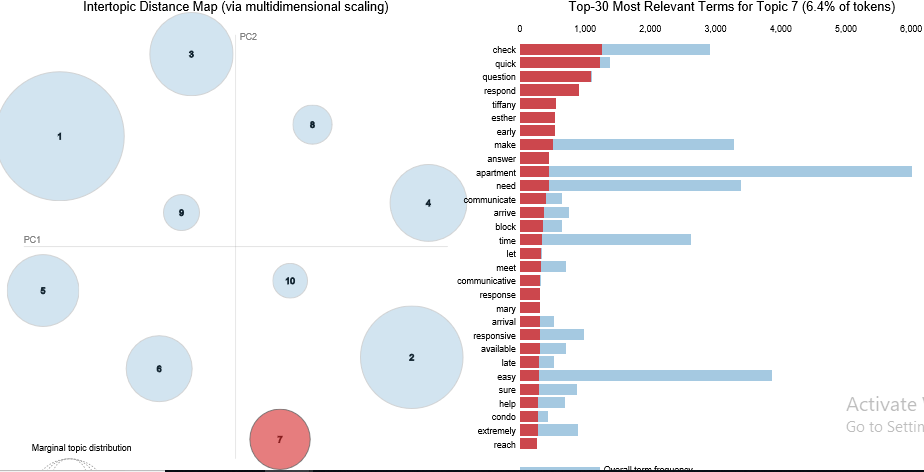 Intertopic Distance Map (via multidimensional scaling)
PC2
3
1
8
9
4
PC1
5
10
6
2
7
Marginal topic distribution
Top-30 Most Relevant Terms for Topic 7 (6.4% of tokens)
0 1,000 2,000 3,000 4,000 5,000 6,000
check
quick
question
respond
tiffany
esther
early
make
answer
apartment
need
communicate
arrive
block
time
let
meet
communicative
response
mary
arrival
responsive
available
late
easy
sure
help
condo
extremely
reach
Overall term frequency
Activate
Go to Settin